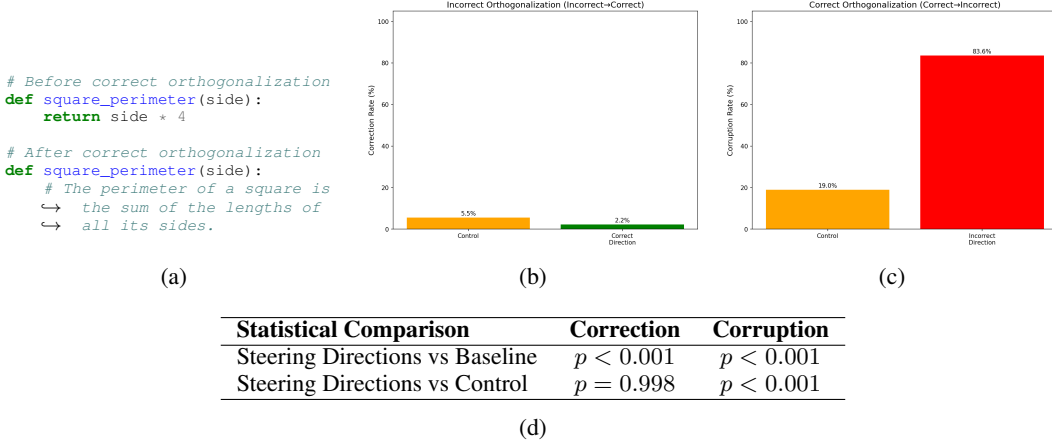 # Before correct orthogonalization
def square_perimeter(side):
    return side * 4
# After correct orthogonalization
def square_perimeter(side):
    # The perimeter of a square is
    ↪ the sum of the lengths of
    ↪ all its sides.
(a)
Incorrect Orthogonalization (Incorrect→Correct)
Correction Rate (%)
100
80
60
40
20
0
5.5%
2.2%
Control
Correct
Direction
(b)
Correct Orthogonalization (Correct→Incorrect)
Corruption Rate (%)
100
80
60
40
20
0
19.0%
83.6%
Control
Incorrect
Direction
(c)
Statistical Comparison Correction Corruption
Steering Directions vs Baseline p < 0.001 p < 0.001
Steering Directions vs Control p = 0.998 p < 0.001
(d)